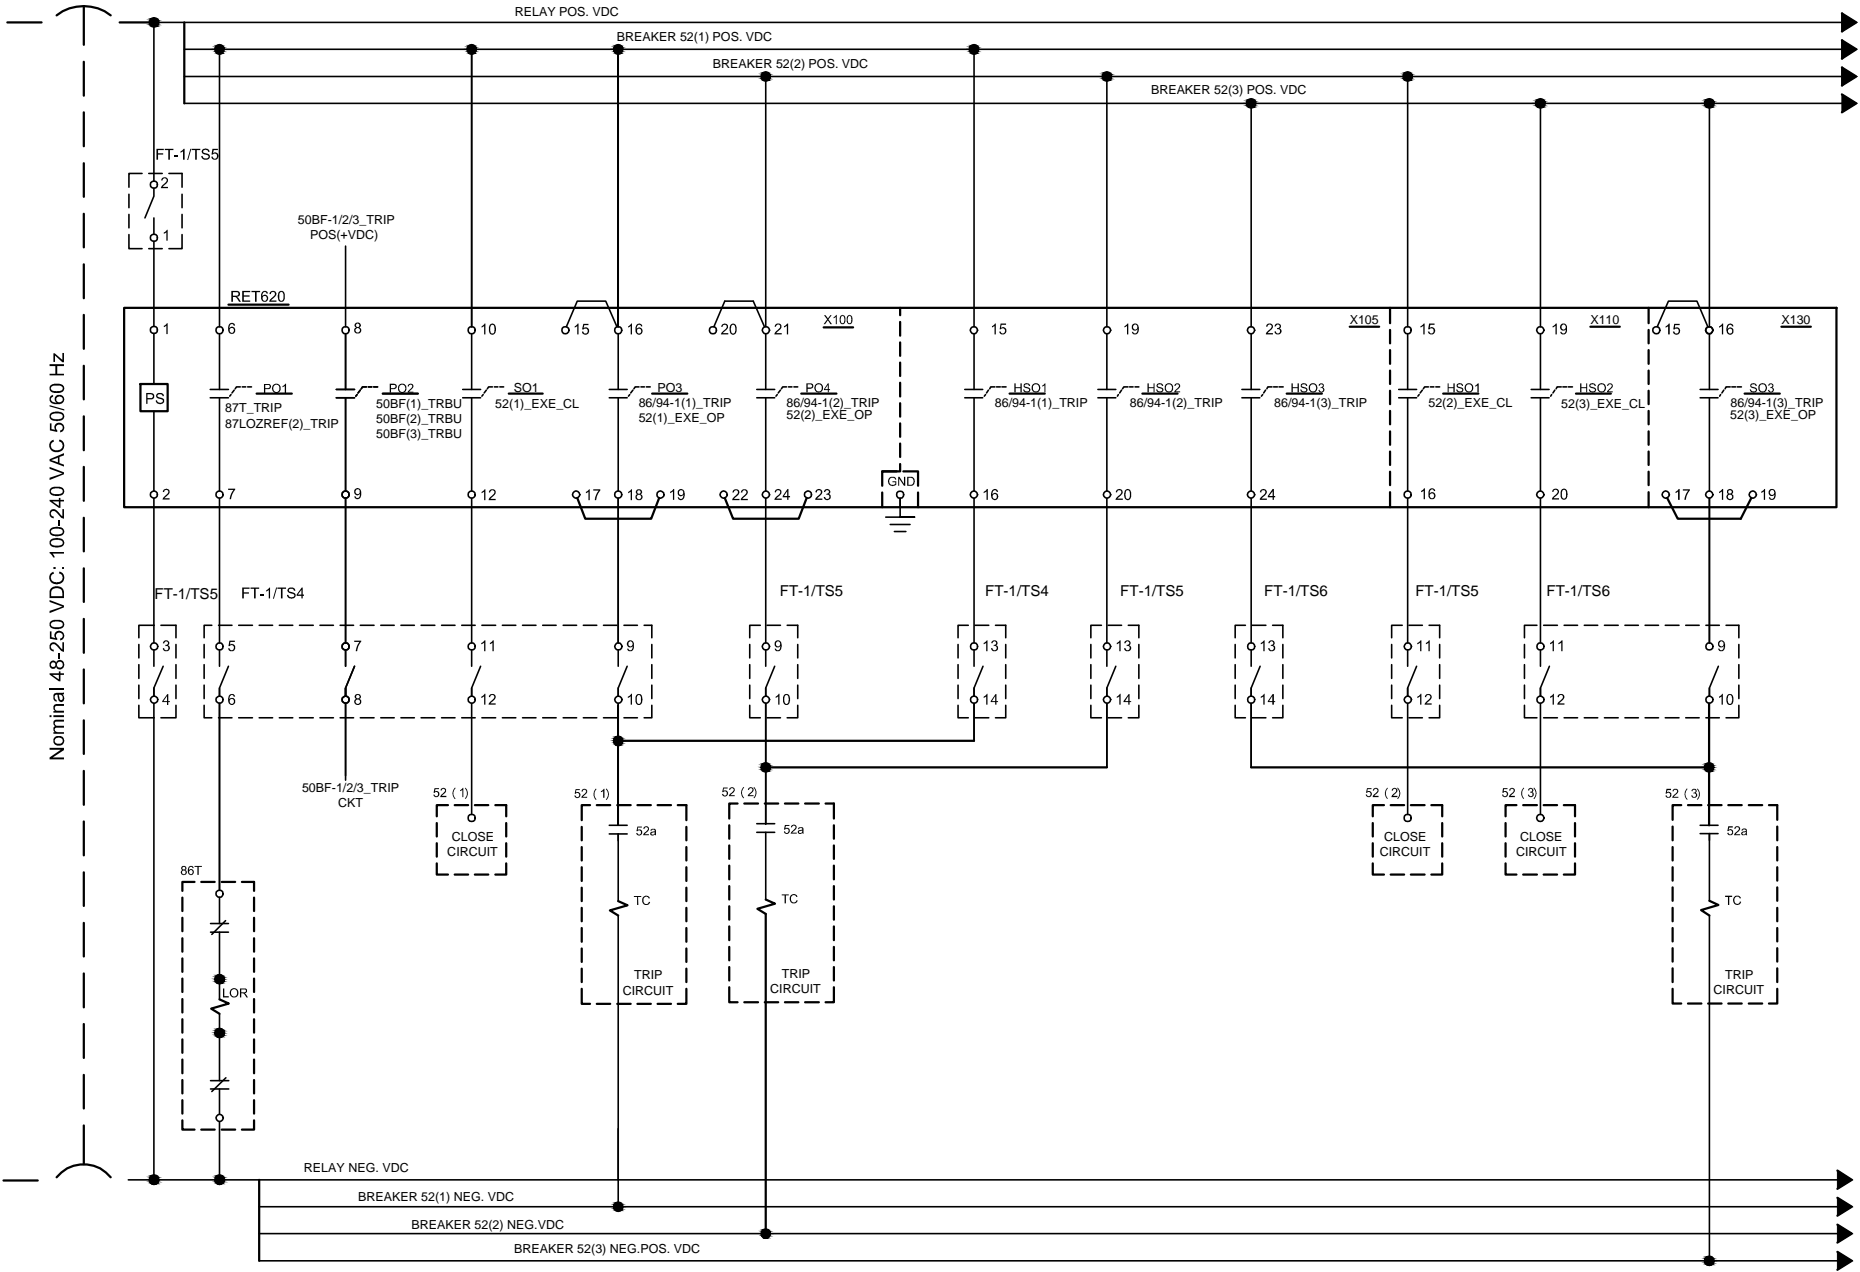 RELAY POS. VDC
BREAKER 52(1) POS. VDC
BREAKER 52(2) POS. VDC
BREAKER 52(3) POS. VDC
FT-1/TS5
2
1
50BF-1/2/3_TRIP
POS(+VDC)
Nominal 48-250 VDC: 100-240 VAC 50/60 Hz
RET620
X100
X105
X110
X130
1 6 8 10 15 16 20 21 15 19 23 15 19 15 16
PS
PO1
87T_TRIP
87LOZREF(2)_TRIP
PO2
50BF(1)_TRBU
50BF(2)_TRBU
50BF(3)_TRBU
SO1
52(1)_EXE_CL
PO3
86/94-1(1)_TRIP
52(1)_EXE_OP
PO4
86/94-1(2)_TRIP
52(2)_EXE_OP
HSO1
86/94-1(1)_TRIP
HSO2
86/94-1(2)_TRIP
HSO3
86/94-1(3)_TRIP
HSO1
52(2)_EXE_CL
HSO2
52(3)_EXE_CL
SO3
86/94-1(3)_TRIP
52(3)_EXE_OP
GND
2 7 9 12 17 18 19 22 24 23 16 20 24 16 20 17 18 19
FT-1/TS5
FT-1/TS4
FT-1/TS5
FT-1/TS4
FT-1/TS5
FT-1/TS6
FT-1/TS5
FT-1/TS6
3 5 7 11 9 9 13 13 13 11 11 9
4 6 8 12 10 10 14 14 14 12 12 10
50BF-1/2/3_TRIP
CKT
52 (1)
CLOSE
CIRCUIT
52 (1)
52a
TC
TRIP
CIRCUIT
52 (2)
52a
TC
TRIP
CIRCUIT
52 (2)
CLOSE
CIRCUIT
52 (3)
CLOSE
CIRCUIT
52 (3)
52a
TC
TRIP
CIRCUIT
86T
LOR
RELAY NEG. VDC
BREAKER 52(1) NEG. VDC
BREAKER 52(2) NEG.VDC
BREAKER 52(3) NEG.POS. VDC